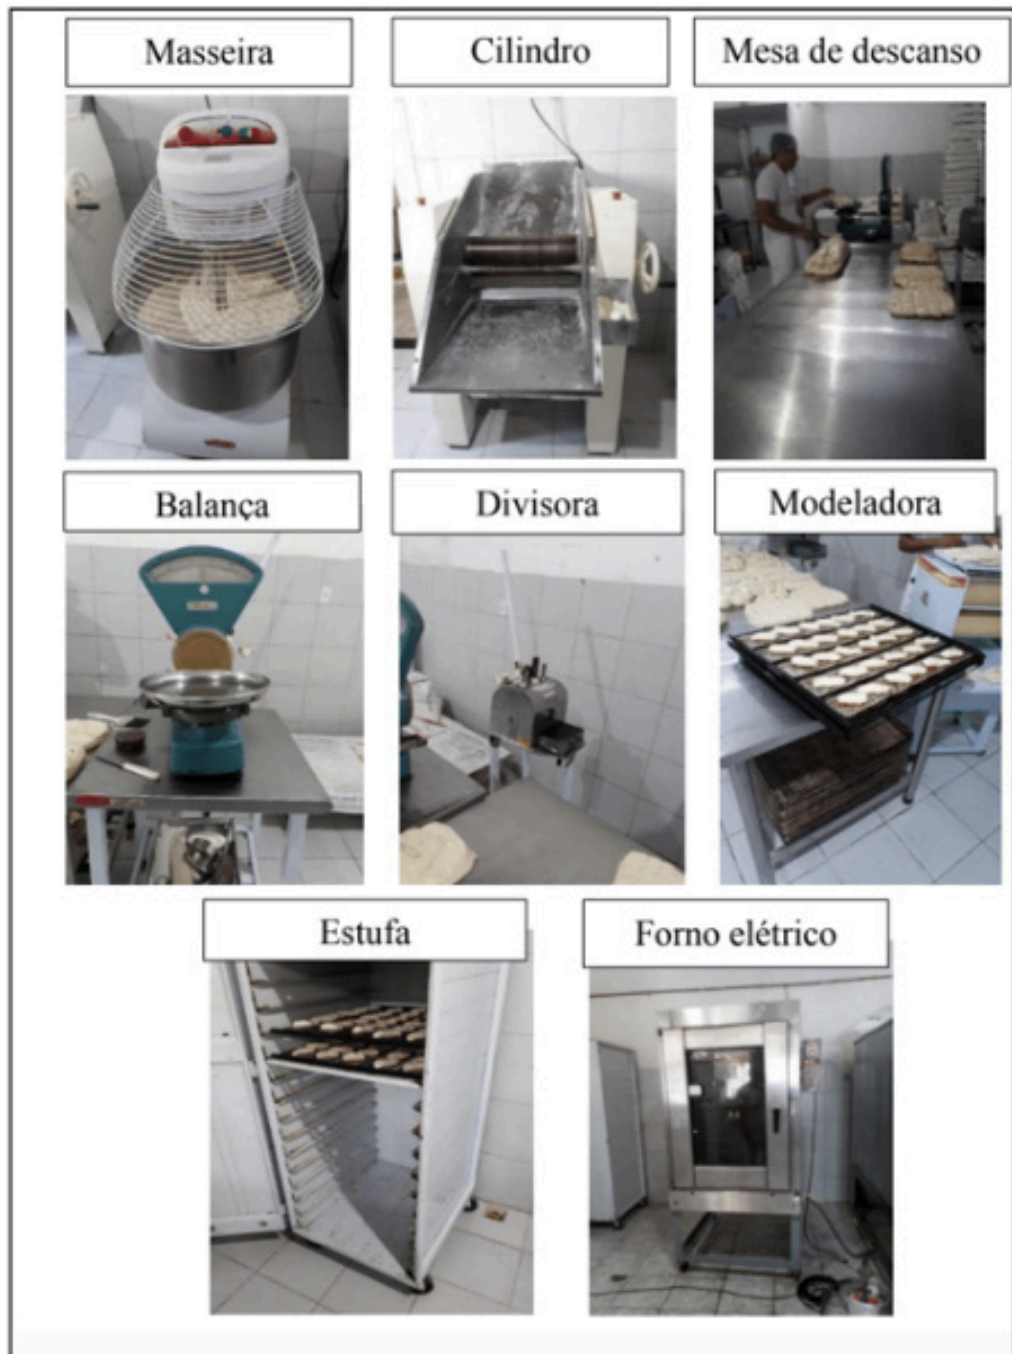 Masseira
Cilindro
Mesa de descanso
Balança
Divisora
Modeladora
Estufa
Forno elétrico